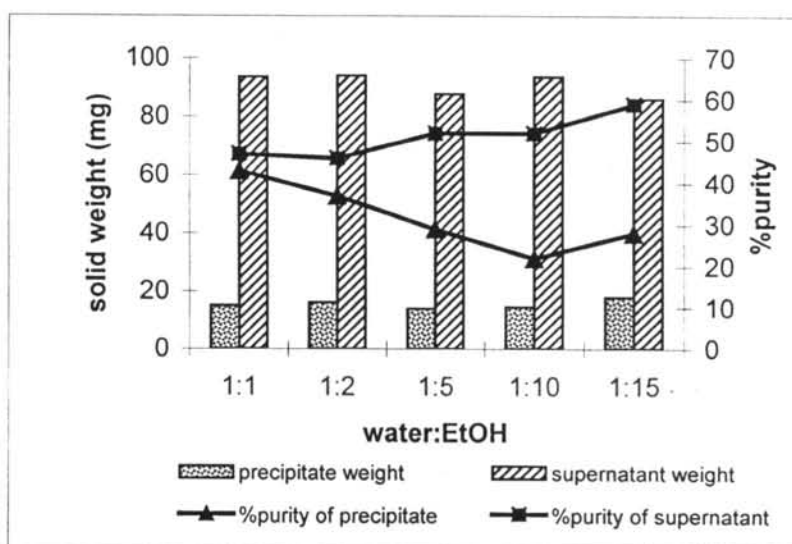 100
80
60
40
20
0
solid weight (mg)
70
60
50
40
30
20
10
0
%purity
1:1 1:2 1:5 1:10 1:15
water:EtOH
precipitate weight supernatant weight
%purity of precipitate %purity of supernatant